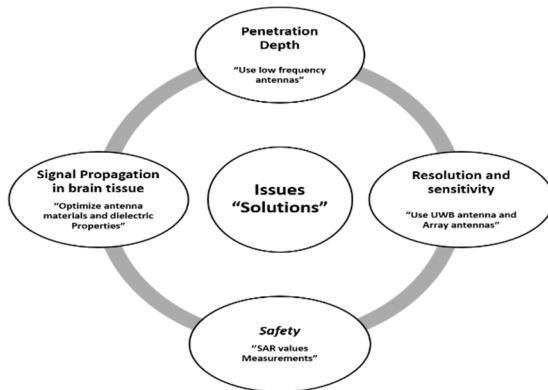 Penetration
Depth
“Use low frequency
antennas”
Signal Propagation
in brain tissue
“Optimize antenna
materials and dielectric
Properties”
Issues
“Solutions”
Resolution and
sensitivity
“Use UWB antenna and
Array antennas”
Safety
“SAR values
Measurements”